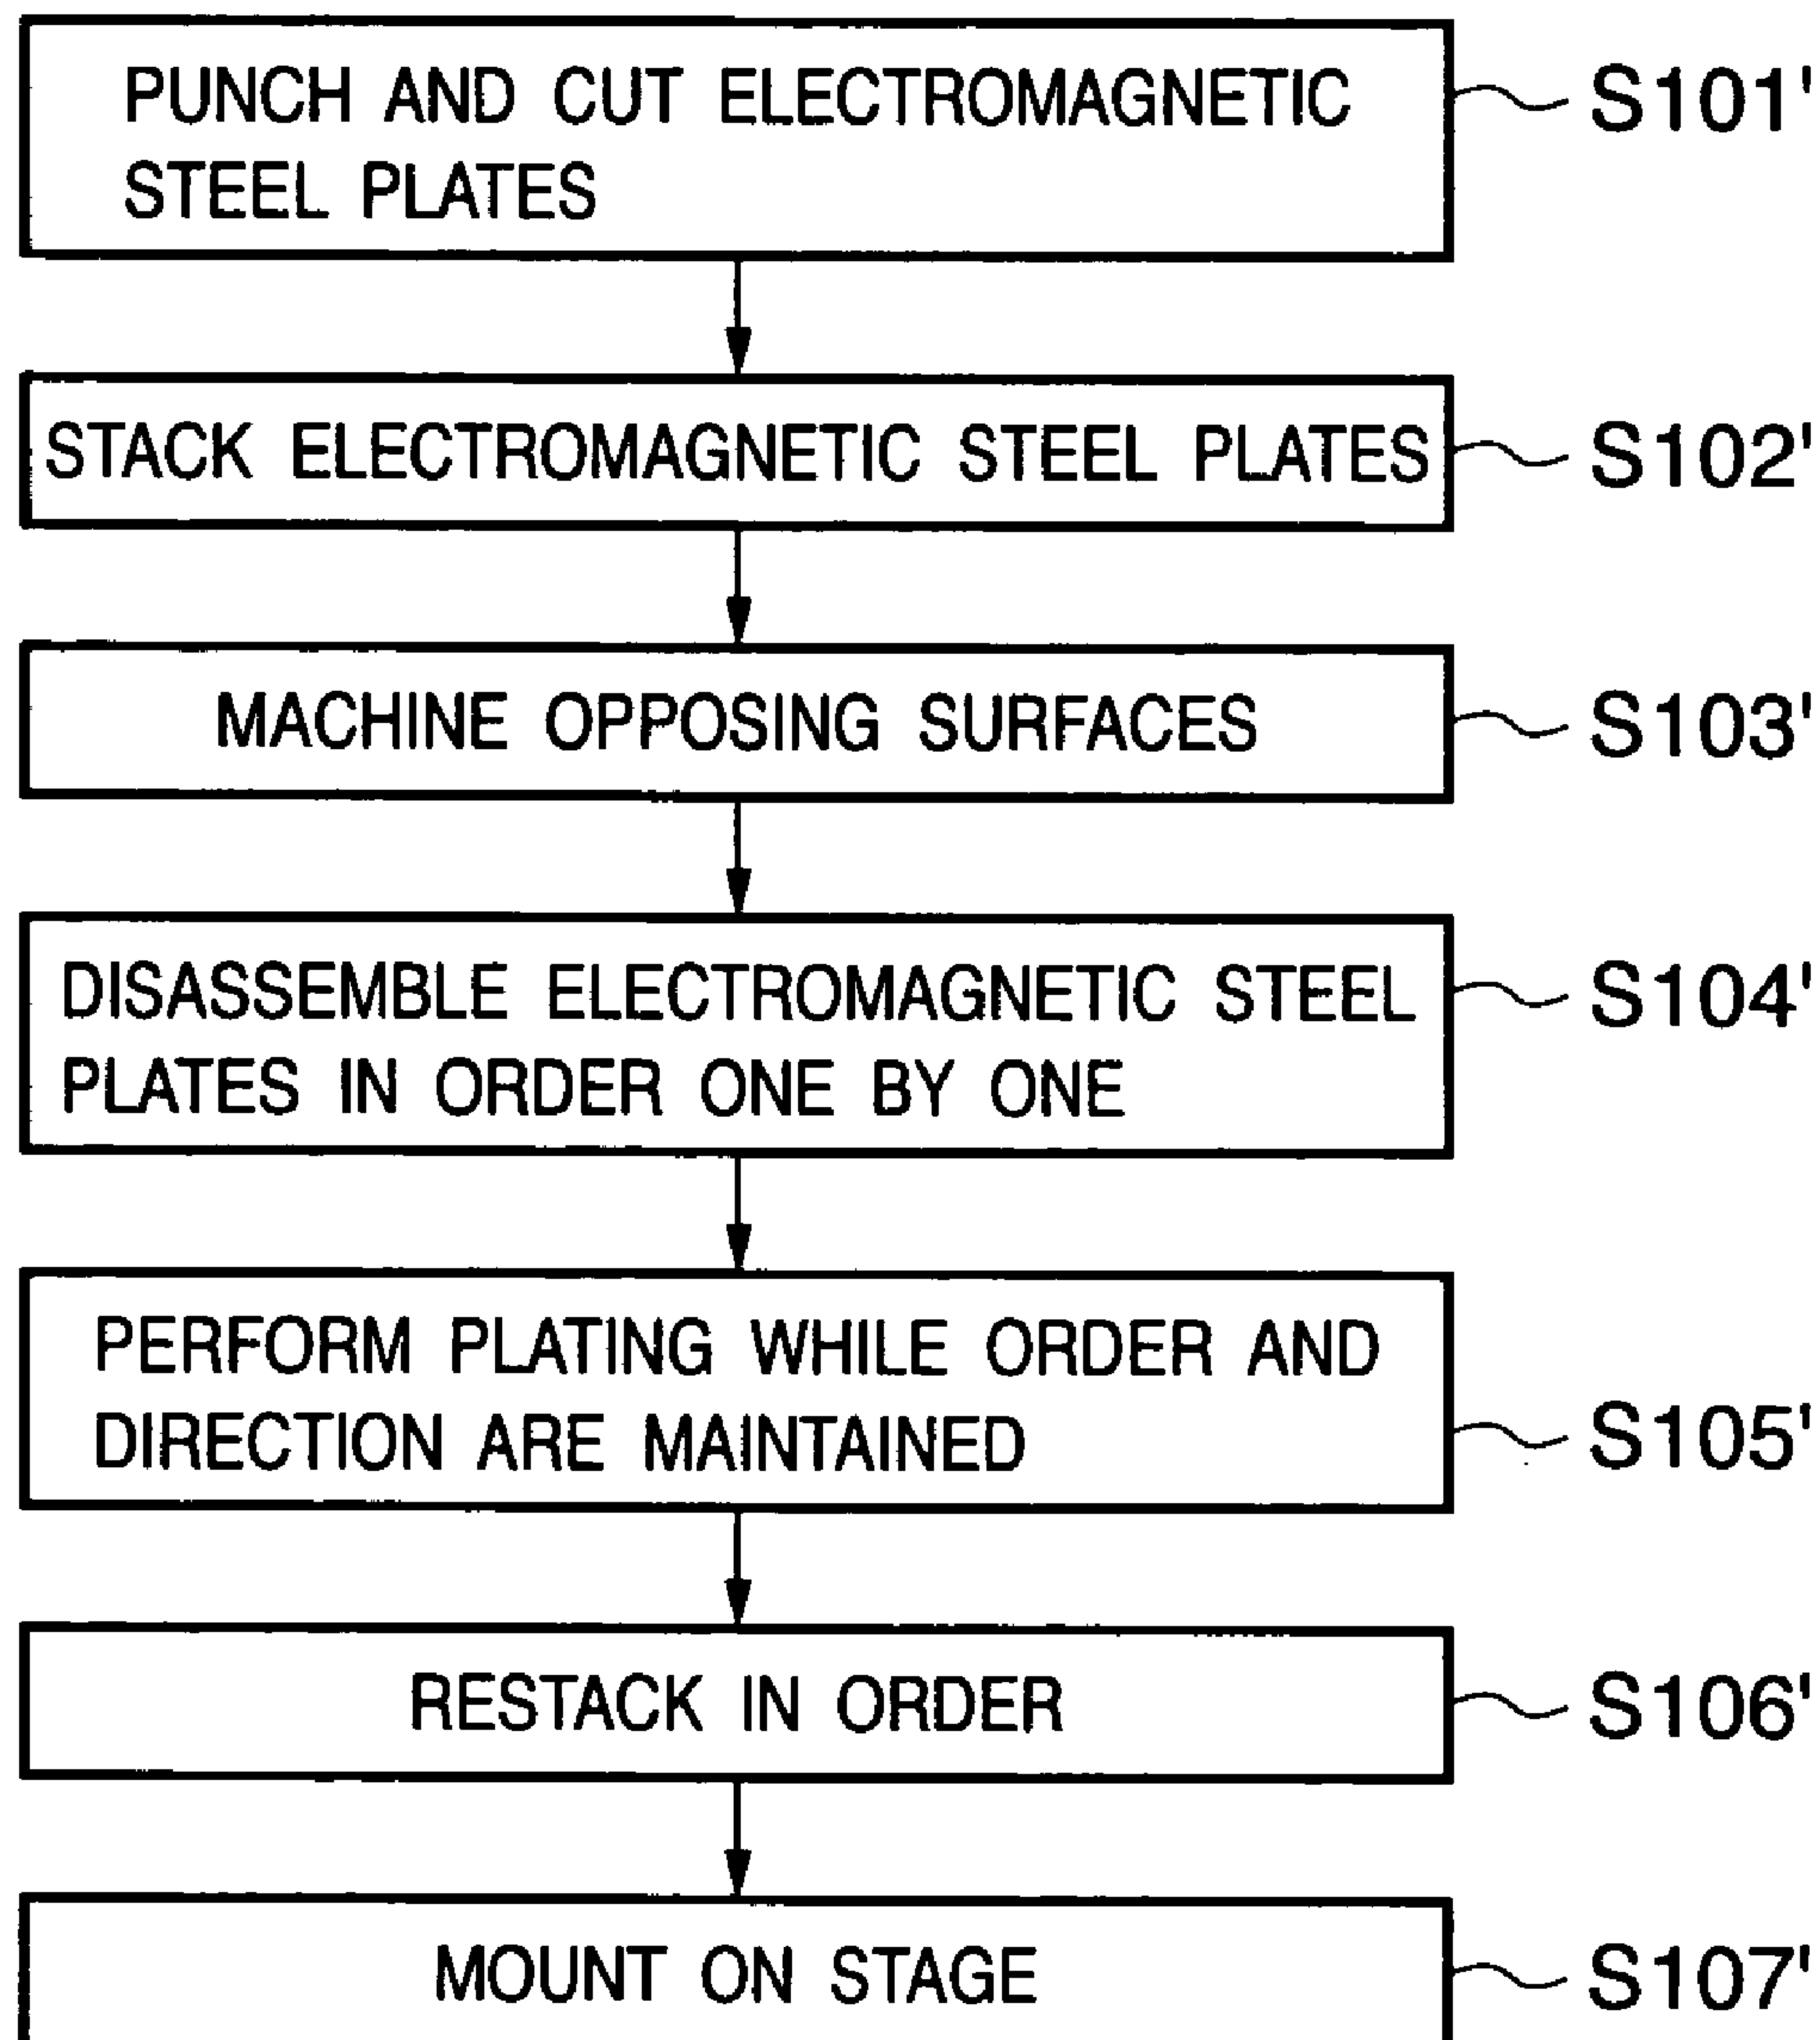 PUNCH AND CUT ELECTROMAGNETIC
STEEL PLATES
S101'
STACK ELECTROMAGNETIC STEEL PLATES
S102'
MACHINE OPPOSING SURFACES
S103'
DISASSEMBLE ELECTROMAGNETIC STEEL
PLATES IN ORDER ONE BY ONE
S104'
PERFORM PLATING WHILE ORDER AND
DIRECTION ARE MAINTAINED
S105'
RESTACK IN ORDER
S106'
MOUNT ON STAGE
S107'